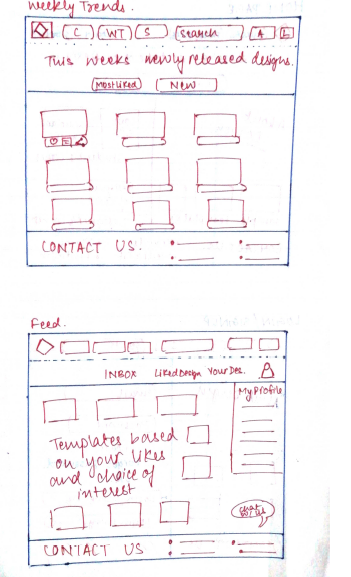 Weekly Trends.
C WT S Search A L
This weeks newly released designs.
Most Liked New
CONTACT US.
Feed.
INBOX Liked Design Your Des.
My Profile
Templates based
on your likes
and choice of
interest
CONTACT US